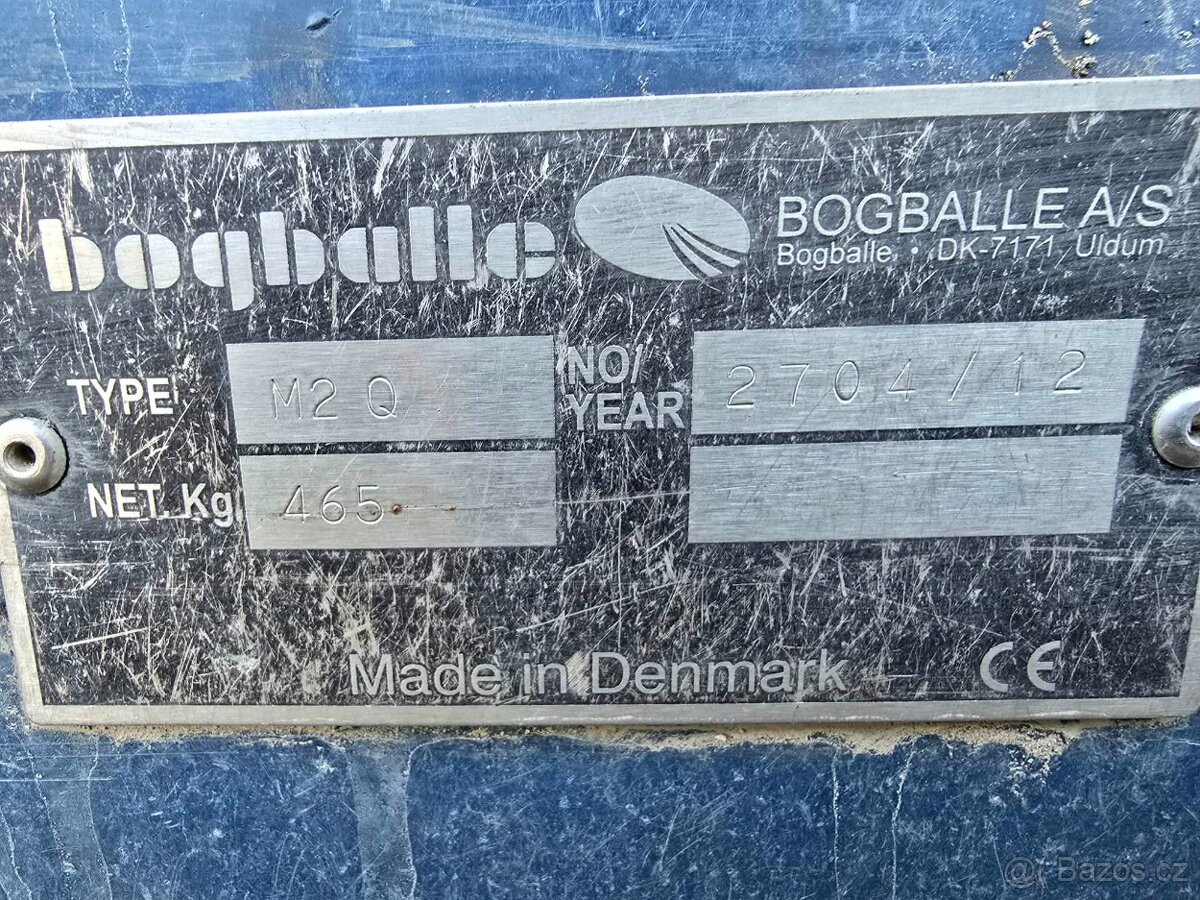 bogballe
BOGBALLE A/S
Bogballe • DK-7171 Uldum
TYPE M2Q
NO/YEAR 2704/12
NET. Kg 465
Made in Denmark CE
@ Bazos.cz